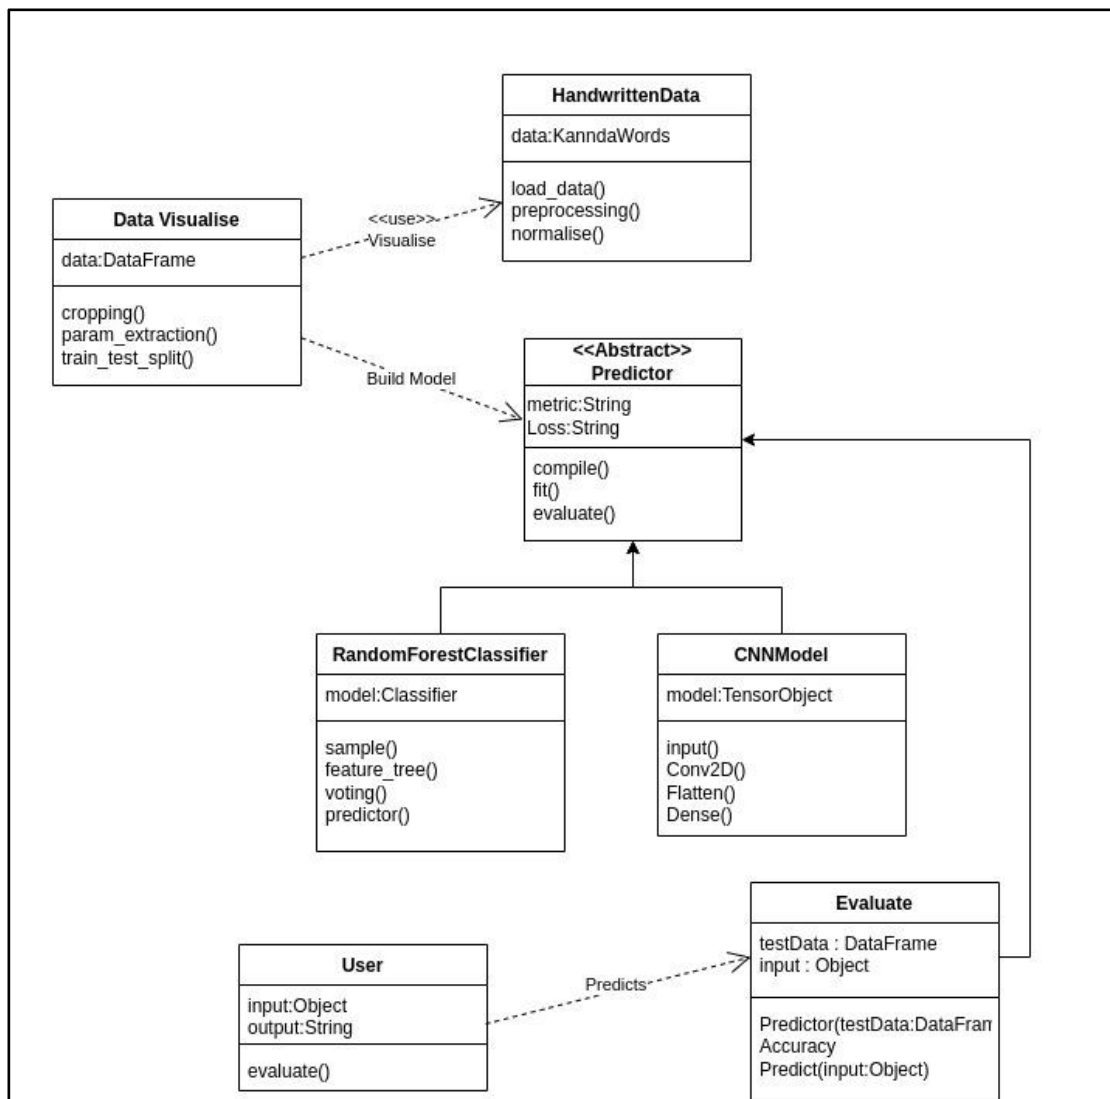 HandwrittenData
data:KanndaWords
load_data()
preprocessing()
normalise()
Data Visualise
data:DataFrame
cropping()
param_extraction()
train_test_split()
<<use>>
Visualise
Build Model
<<Abstract>>
Predictor
metric:String
Loss:String
compile()
fit()
evaluate()
RandomForestClassifier
model:Classifier
sample()
feature_tree()
voting()
predictor()
CNNModel
model:TensorObject
input()
Conv2D()
Flatten()
Dense()
User
input:Object
output:String
evaluate()
Predicts
Evaluate
testData : DataFrame
input : Object
Predictor(testData:DataFram
Accuracy
Predict(input:Object)